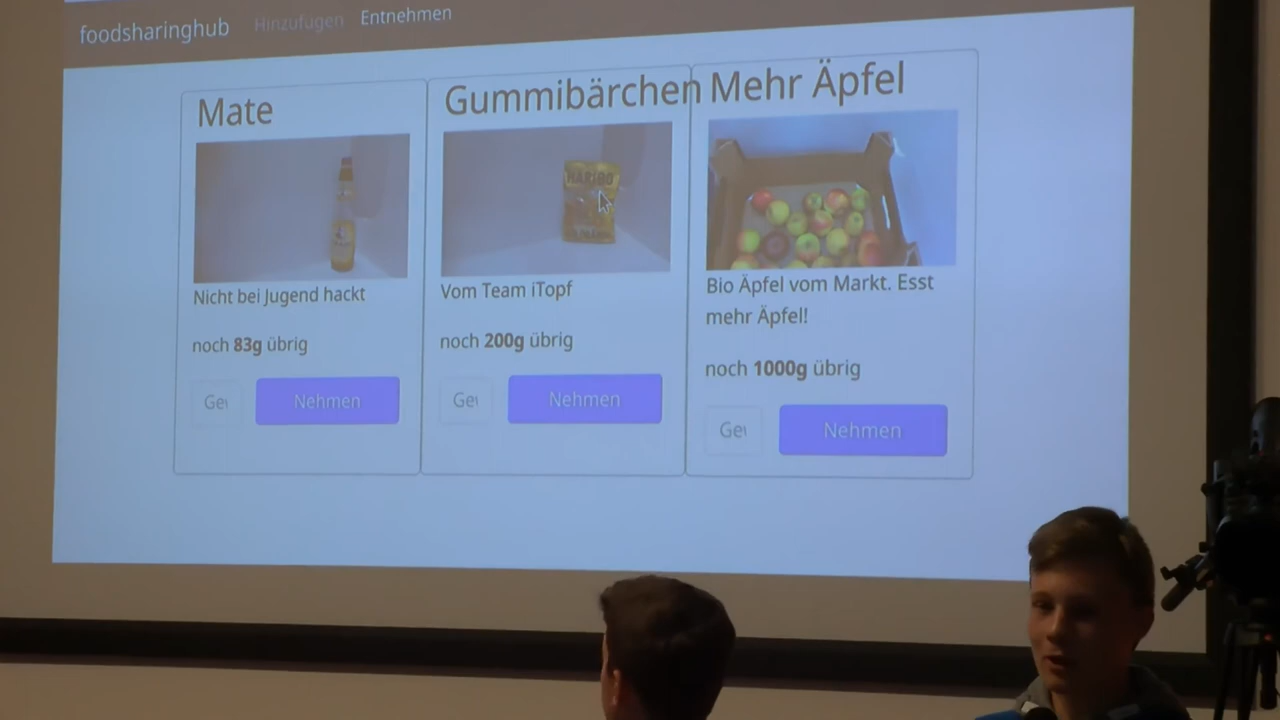 foodsharinghub Hinzufügen Entnehmen
Mate
Nicht bei Jugend hackt
noch 83g übrig
Nehmen
Gummibärchen
HARIBO
Vom Team iTopf
noch 200g übrig
Nehmen
Mehr Äpfel
Bio Äpfel vom Markt. Esst
mehr Äpfel!
noch 1000g übrig
Nehmen